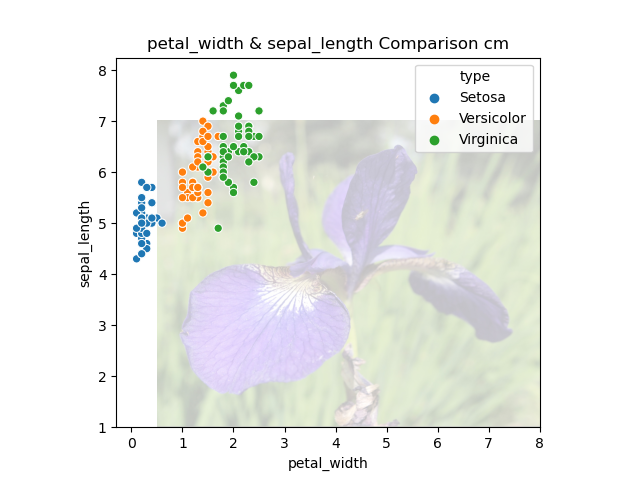 petal_width & sepal_length Comparison cm
type
Setosa
Versicolor
Virginica
8
7
6
5
4
3
2
1
sepal_length
0 1 2 3 4 5 6 7 8
petal_width